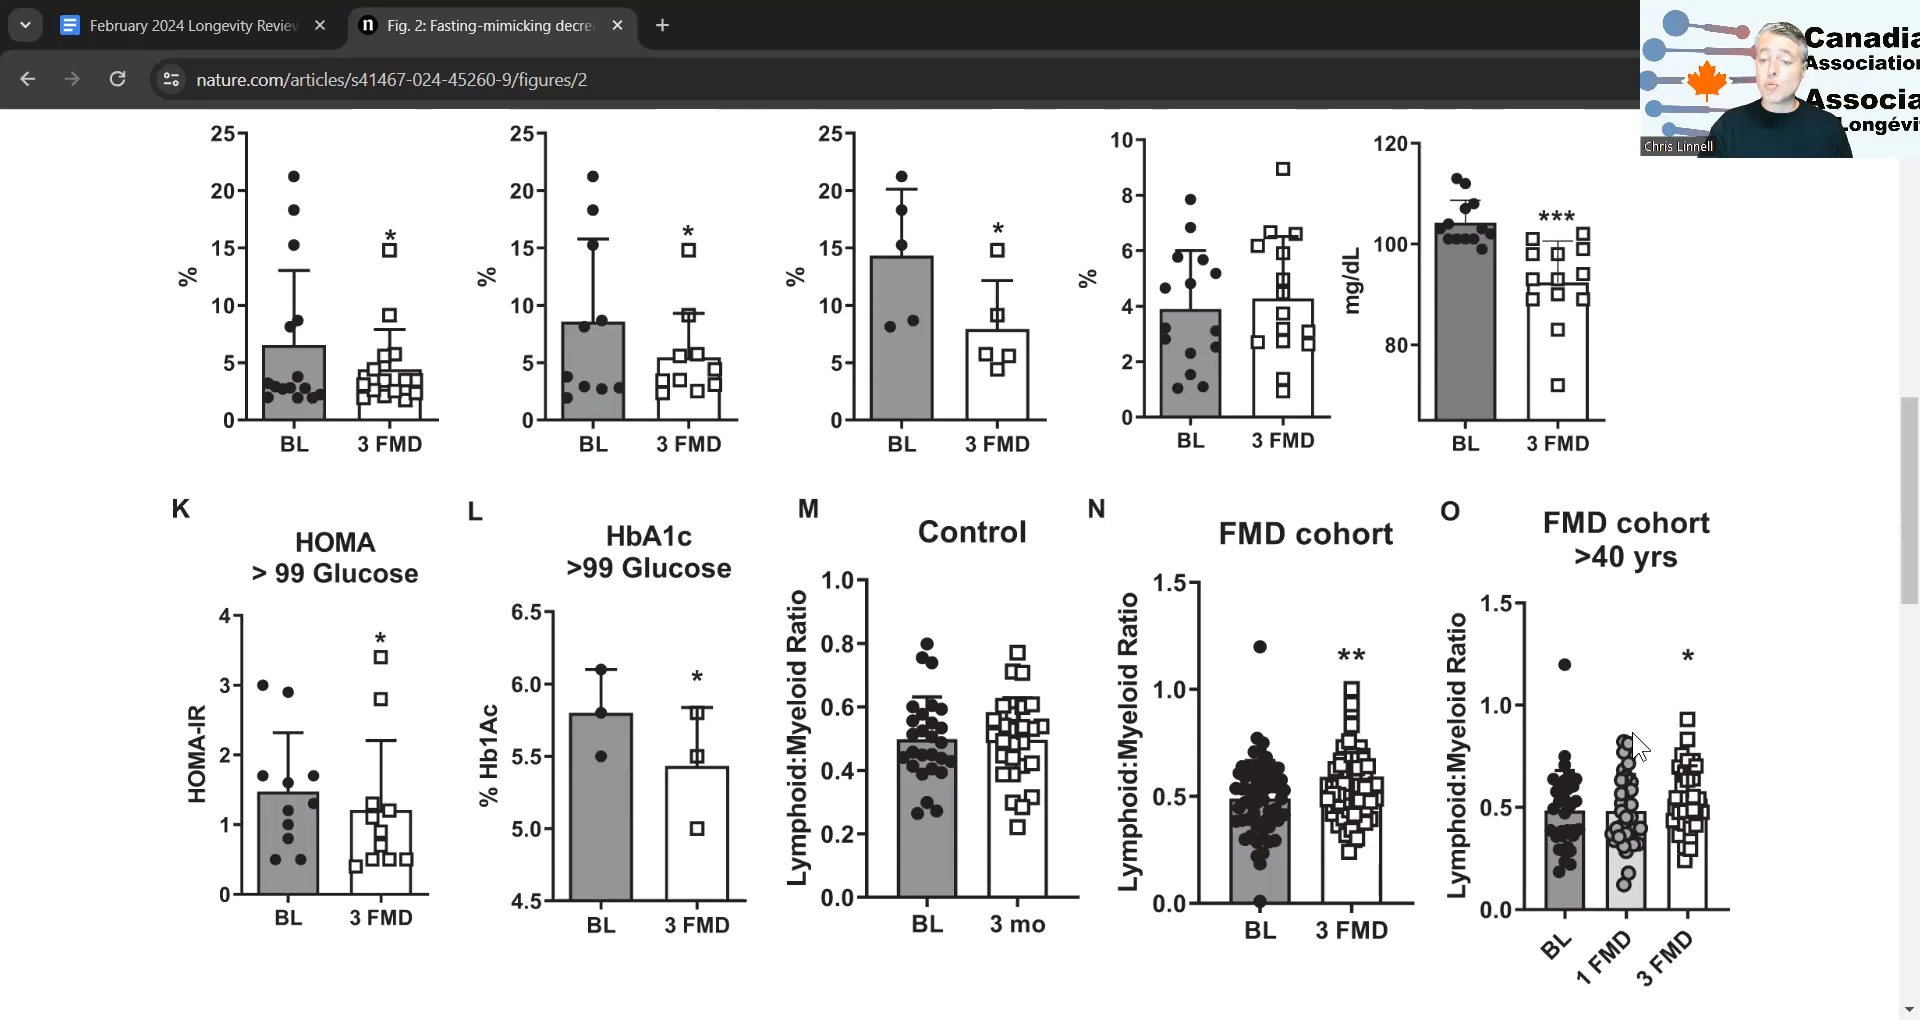 February 2024 Longevity Review
Fig. 2: Fasting-mimicking decre
nature.com/articles/s41467-024-45260-9/figures/2
Canadia
Association
Associa
Longévi
Chris Linnell
25
20
15
10
5
0
%
*
BL
3 FMD
25
20
15
10
5
0
%
*
BL
3 FMD
25
20
15
10
5
0
%
*
BL
3 FMD
10
8
6
4
2
0
%
BL
3 FMD
120
100
80
mg/dL
***
BL
3 FMD
K
HOMA
> 99 Glucose
4
3
2
1
0
HOMA-IR
*
BL
3 FMD
L
HbA1c
>99 Glucose
6.5
6.0
5.5
5.0
4.5
% Hb1Ac
*
BL
3 FMD
M
Control
1.0
0.8
0.6
0.4
0.2
0.0
Lymphoid:Myeloid Ratio
BL
3 mo
N
FMD cohort
1.5
1.0
0.5
0.0
Lymphoid:Myeloid Ratio
**
BL
3 FMD
O
FMD cohort
>40 yrs
1.5
1.0
0.5
0.0
Lymphoid:Myeloid Ratio
*
BL
1 FMD
3 FMD